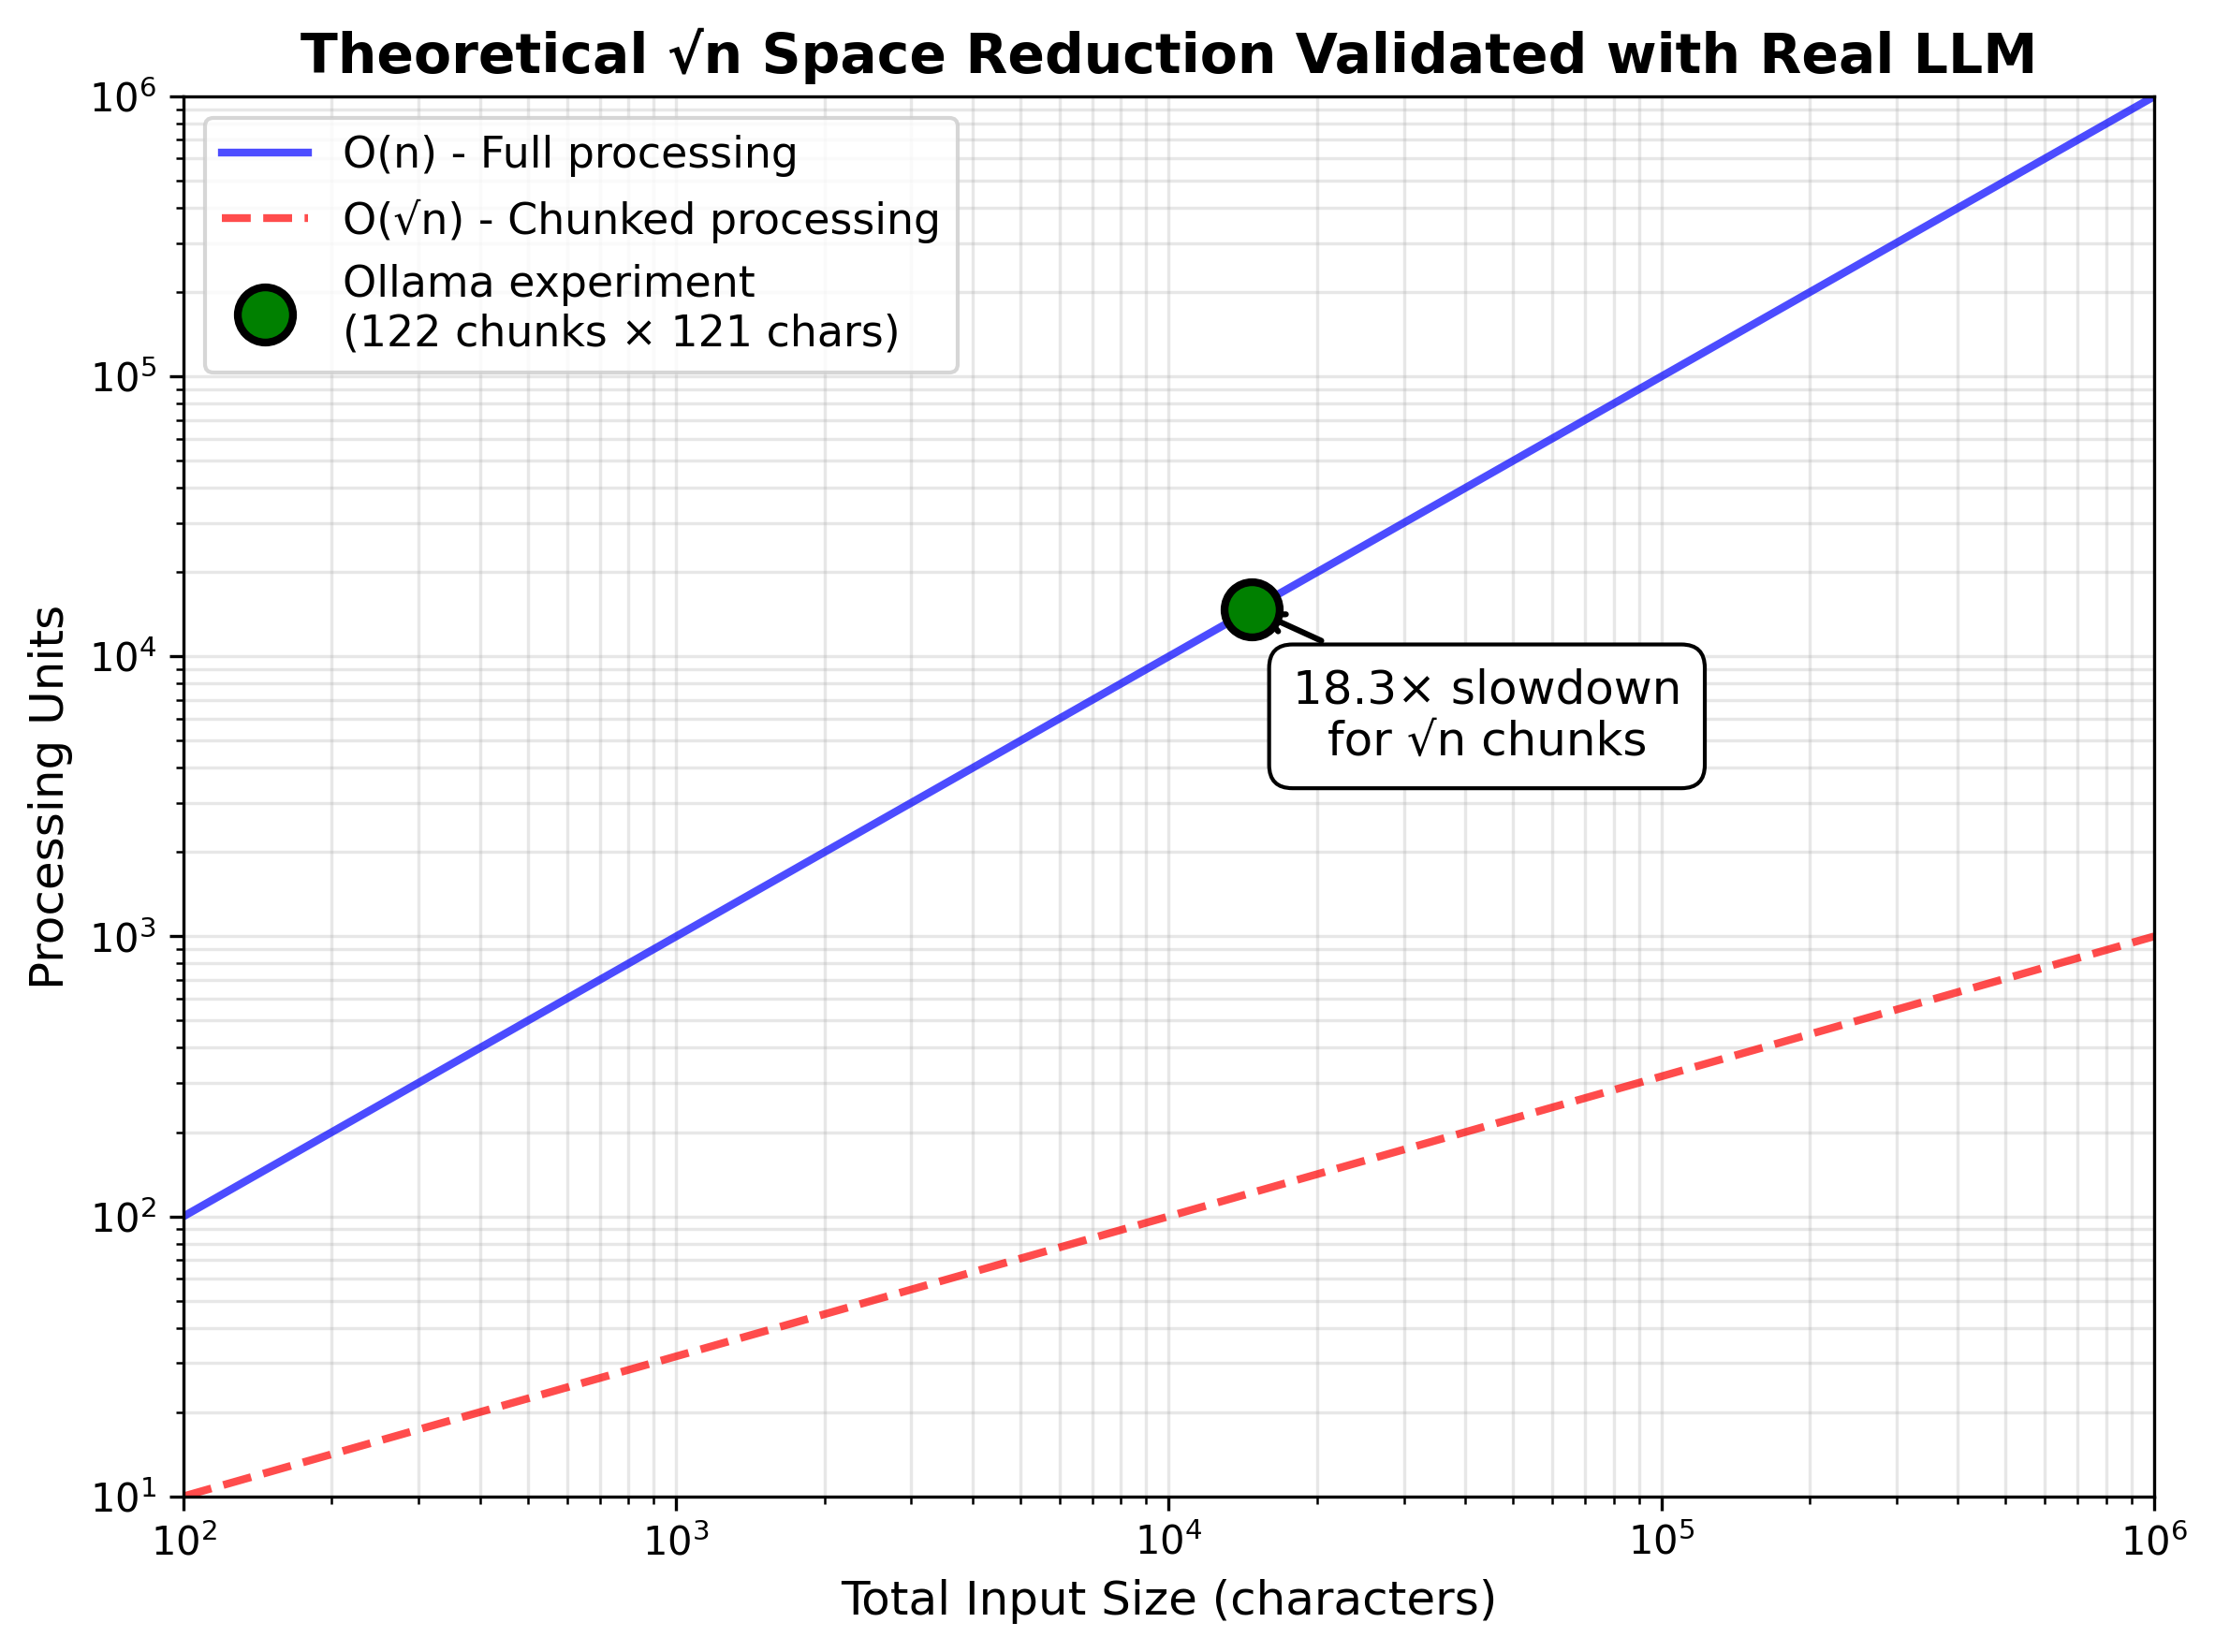 Theoretical √n Space Reduction Validated with Real LLM
O(n) - Full processing
O(√n) - Chunked processing
Ollama experiment
(122 chunks × 121 chars)
18.3× slowdown
for √n chunks
Processing Units
10⁶
10⁵
10⁴
10³
10²
10¹
10² 10³ 10⁴ 10⁵ 10⁶
Total Input Size (characters)